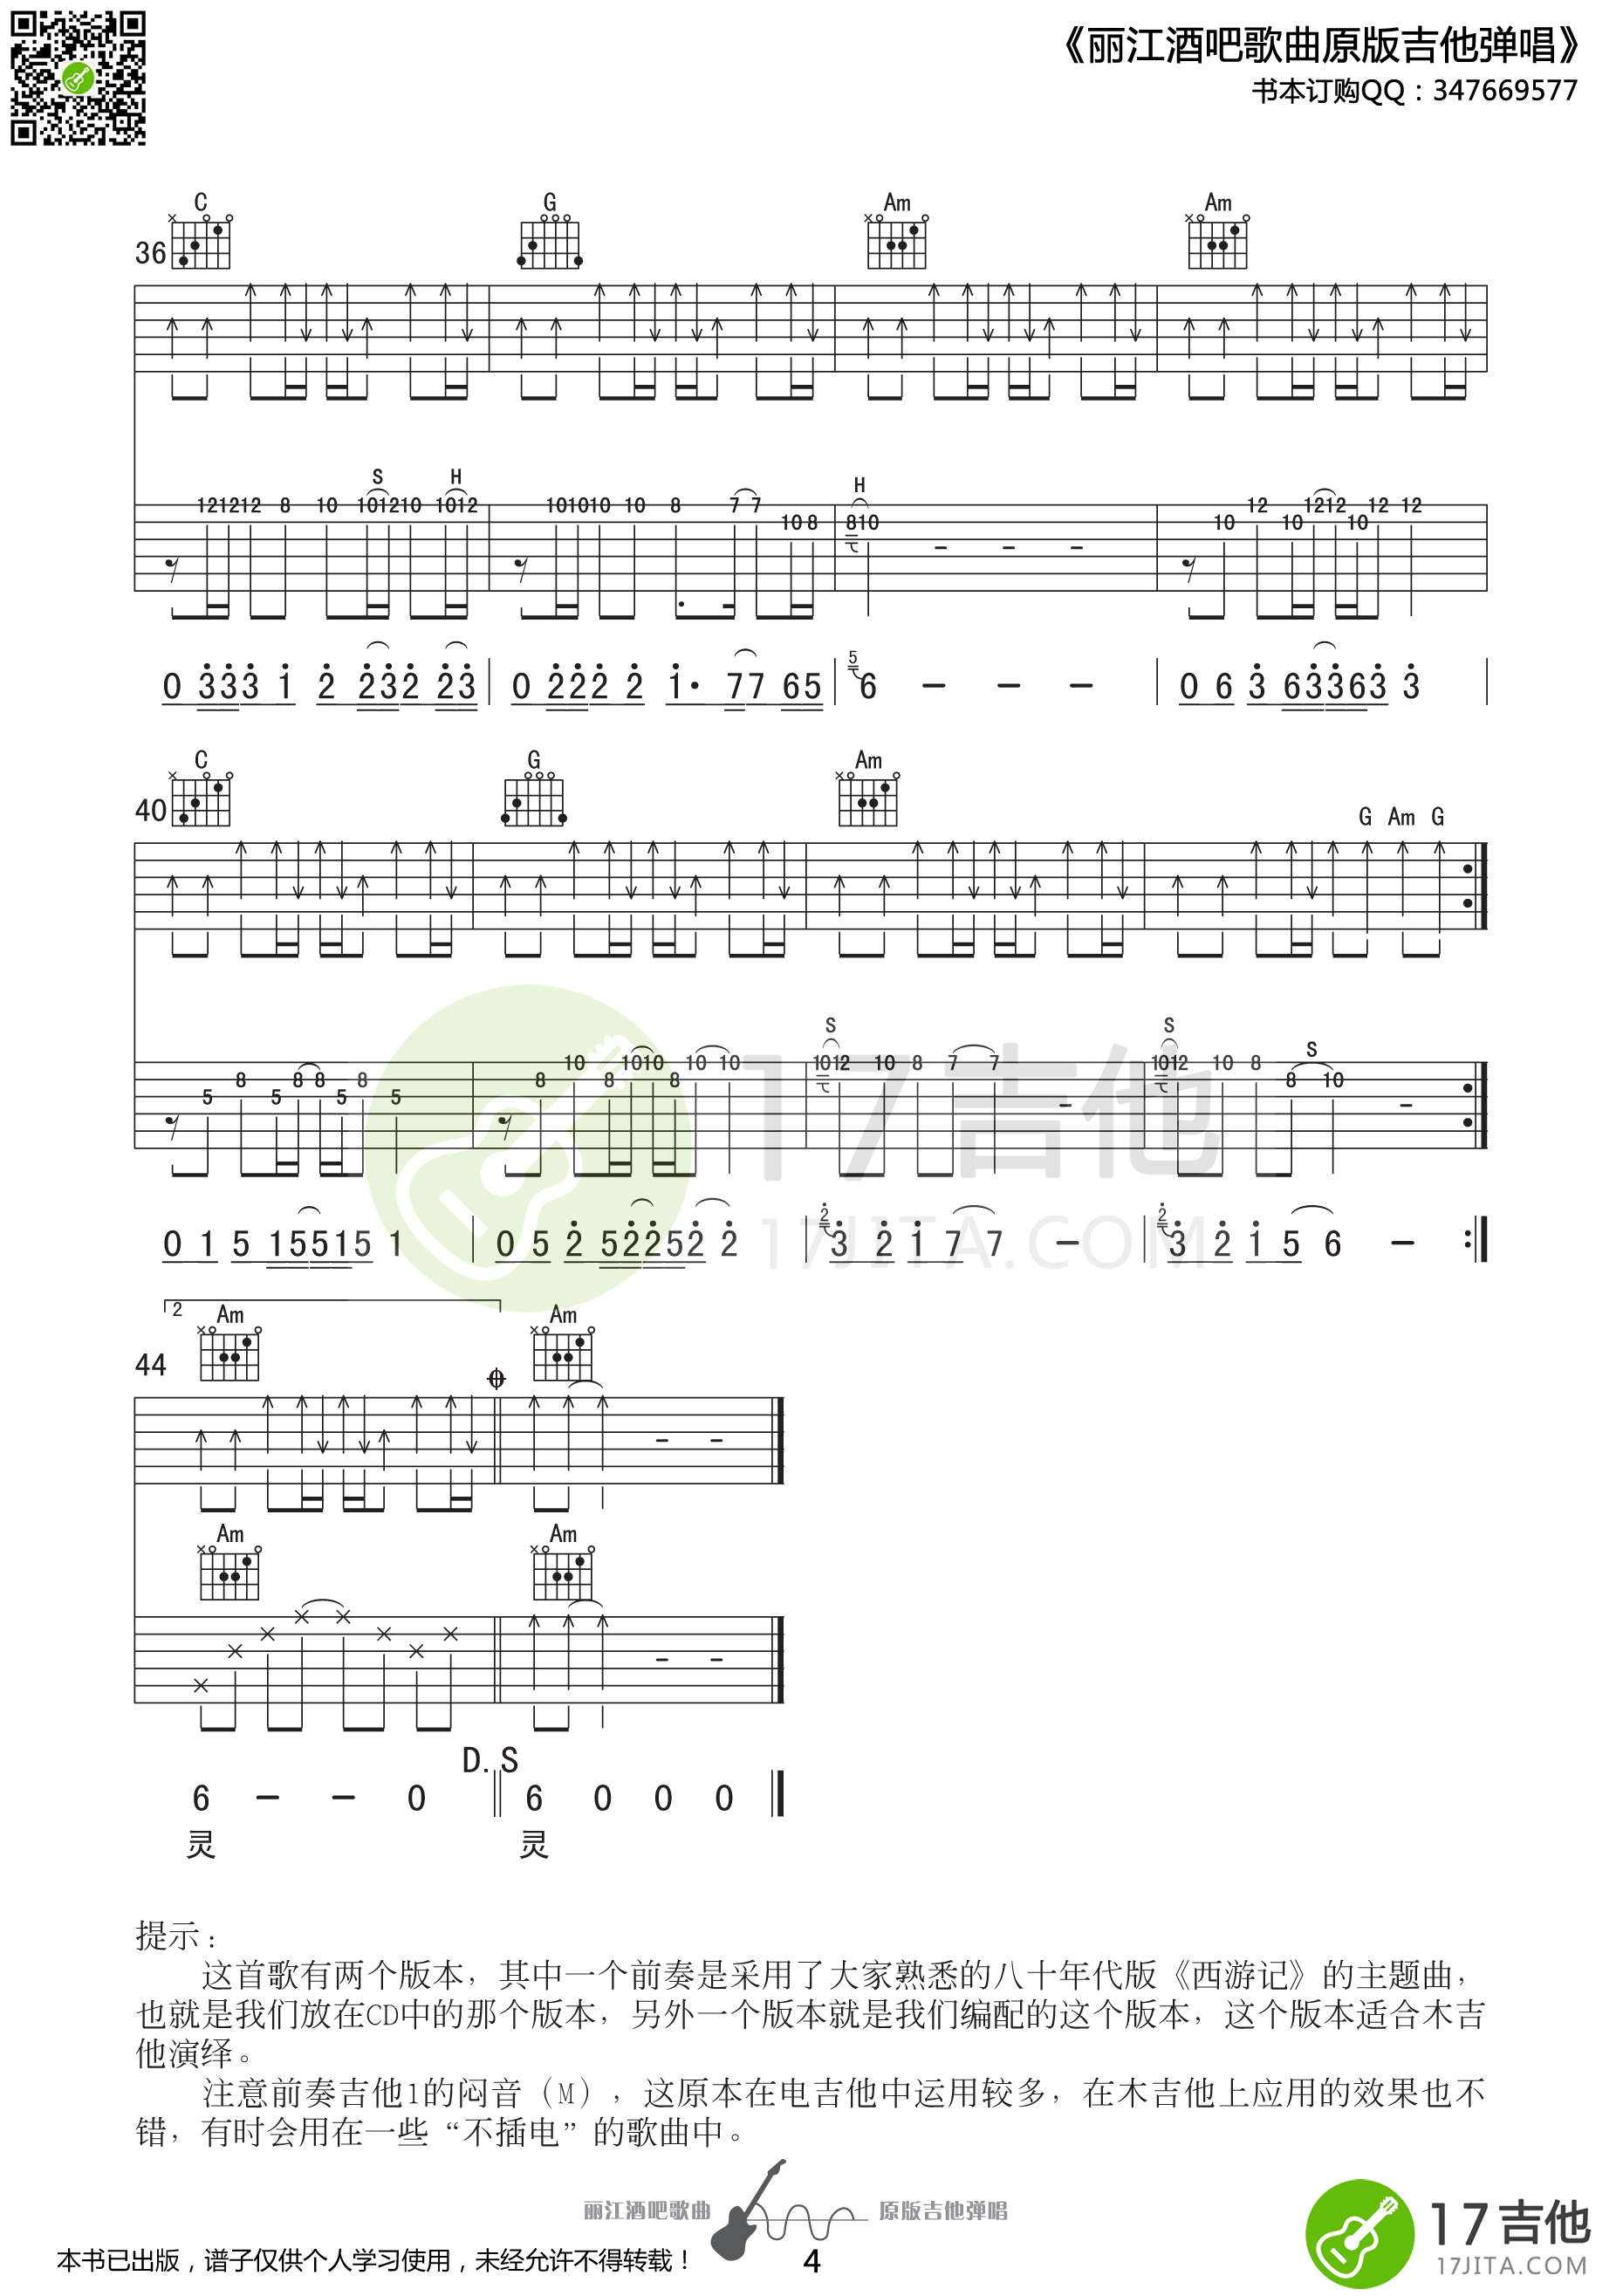 《丽江酒吧歌曲原版吉他弹唱》
书本订购QQ：347669577
C G Am Am
36
S H H
12 12 12 8 10 10 12 10 10 12 10 10 10 10 8 7 7 10 8 8 10 10 12 10 12 12 10 12 12
0 3 3 3 1 2 2 3 2 2 3 0 2 2 2 2 1· 7 7 6 5 5 6 － － － 0 6 3 6 3 3 6 3 3
C G Am
40
G Am G
S S S
5 8 5 8 8 5 8 5 8 10 8 10 10 8 10 10 10 12 10 8 7 7 － 10 12 10 8 8 10 －
0 1 5 1 5 5 1 5 1 0 5 2 5 2 2 5 2 2 2 3 2 1 7 7 － 2 3 2 1 5 6 －
17吉他
17JITA.COM
2
Am Am
44
Am Am
D.S
6 － － 0 6 0 0 0
灵 灵
提示：
这首歌有两个版本，其中一个前奏是采用了大家熟悉的八十年代版《西游记》的主题曲，
也就是我们放在CD中的那个版本，另外一个版本就是我们编配的这个版本，这个版本适合木吉
他演绎。
注意前奏吉他1的闷音（M），这原本在电吉他中运用较多，在木吉他上应用的效果也不
错，有时会用在一些“不插电”的歌曲中。
丽江酒吧歌曲 原版吉他弹唱
本书已出版，谱子仅供个人学习使用，未经允许不得转载！
4
17吉他
17JITA.COM